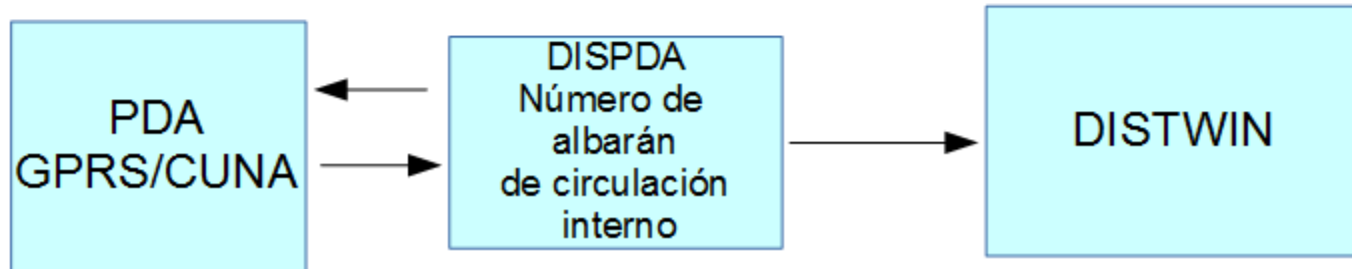 PDA
GPRS/CUNA
DISPDA
Número de
albarán
de circulación
interno
DISTWIN